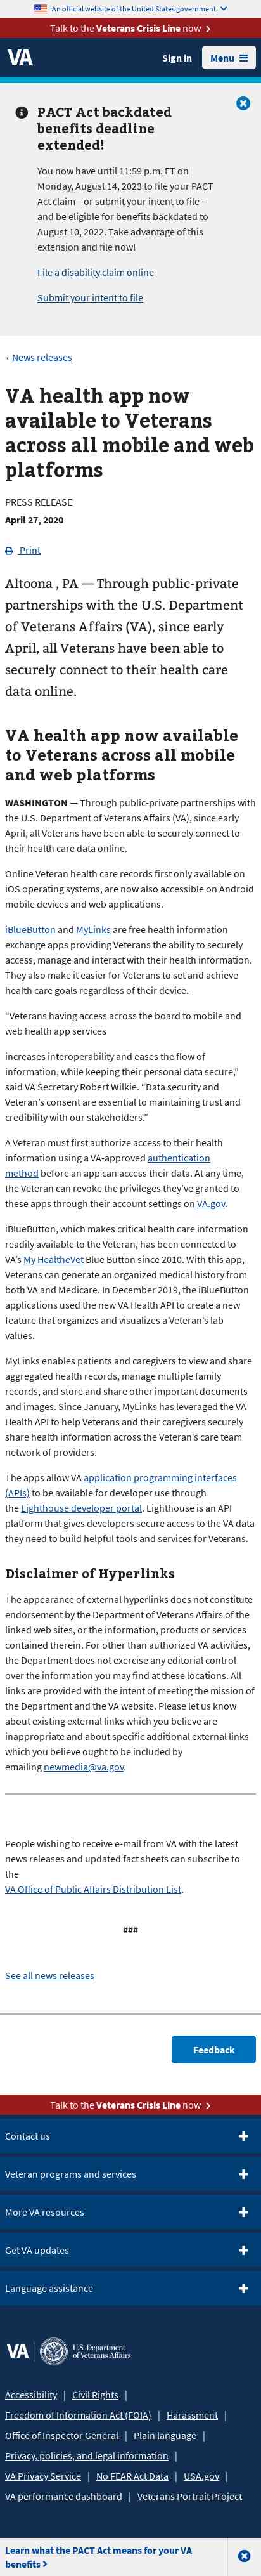 An official website of the United States government.
Talk to the Veterans Crisis Line now
VA
Sign in
Menu
PACT Act backdated
benefits deadline
extended!
You now have until 11:59 p.m. ET on
Monday, August 14, 2023 to file your PACT
Act claim—or submit your intent to file—
and be eligible for benefits backdated to
August 10, 2022. Take advantage of this
extension and file now!
File a disability claim online
Submit your intent to file
‹ News releases
VA health app now
available to Veterans
across all mobile and web
platforms
PRESS RELEASE
April 27, 2020
Print
Altoona , PA — Through public-private
partnerships with the U.S. Department
of Veterans Affairs (VA), since early
April, all Veterans have been able to
securely connect to their health care
data online.
VA health app now available
to Veterans across all mobile
and web platforms
WASHINGTON — Through public-private partnerships with
the U.S. Department of Veterans Affairs (VA), since early
April, all Veterans have been able to securely connect to
their health care data online.
Online Veteran health care records first only available on
iOS operating systems, are now also accessible on Android
mobile devices and web applications.
iBlueButton and MyLinks are free health information
exchange apps providing Veterans the ability to securely
access, manage and interact with their health information.
They also make it easier for Veterans to set and achieve
health care goals regardless of their device.
“Veterans having access across the board to mobile and
web health app services
increases interoperability and eases the flow of
information, while keeping their personal data secure,”
said VA Secretary Robert Wilkie. “Data security and
Veteran’s consent are essential to maintaining trust and
credibility with our stakeholders.”
A Veteran must first authorize access to their health
information using a VA-approved authentication
method before an app can access their data. At any time,
the Veteran can revoke the privileges they’ve granted to
these apps through their account settings on VA.gov.
iBlueButton, which makes critical health care information
readily available to the Veteran, has been connected to
VA’s My HealtheVet Blue Button since 2010. With this app,
Veterans can generate an organized medical history from
both VA and Medicare. In December 2019, the iBlueButton
applications used the new VA Health API to create a new
feature that organizes and visualizes a Veteran’s lab
values.
MyLinks enables patients and caregivers to view and share
aggregated health records, manage multiple family
records, and store and share other important documents
and images. Since January, MyLinks has leveraged the VA
Health API to help Veterans and their caregivers securely
share health information across a Veteran’s care team
network of providers.
The apps allow VA application programming interfaces
(APIs) to be available for developer use through
the Lighthouse developer portal. Lighthouse is an API
platform that gives developers secure access to the VA data
they need to build helpful tools and services for Veterans.
Disclaimer of Hyperlinks
The appearance of external hyperlinks does not constitute
endorsement by the Department of Veterans Affairs of the
linked web sites, or the information, products or services
contained therein. For other than authorized VA activities,
the Department does not exercise any editorial control
over the information you may find at these locations. All
links are provided with the intent of meeting the mission of
the Department and the VA website. Please let us know
about existing external links which you believe are
inappropriate and about specific additional external links
which you believe ought to be included by
emailing newmedia@va.gov.
People wishing to receive e-mail from VA with the latest
news releases and updated fact sheets can subscribe to
the
VA Office of Public Affairs Distribution List.
###
See all news releases
Feedback
Talk to the Veterans Crisis Line now
Contact us
Veteran programs and services
More VA resources
Get VA updates
Language assistance
VA U.S. Department
of Veterans Affairs
Accessibility | Civil Rights |
Freedom of Information Act (FOIA) | Harassment |
Office of Inspector General | Plain language |
Privacy, policies, and legal information |
VA Privacy Service | No FEAR Act Data | USA.gov |
VA performance dashboard | Veterans Portrait Project
Learn what the PACT Act means for your VA
benefits